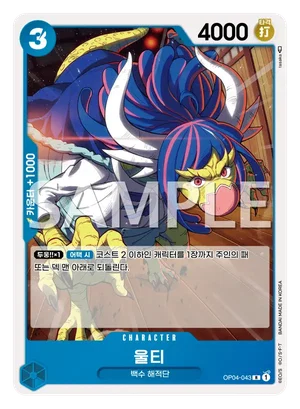 3
4000
타격
打
카운터 +1000
SAMPLE
두웅!!×1 어택 시 코스트 2 이하인 캐릭터를 1장까지 주인의 패
또는 덱 맨 아래로 되돌린다.
CHARACTER
울티
백수 해적단
OP04-043 R 1
BANDAI MADE IN KOREA